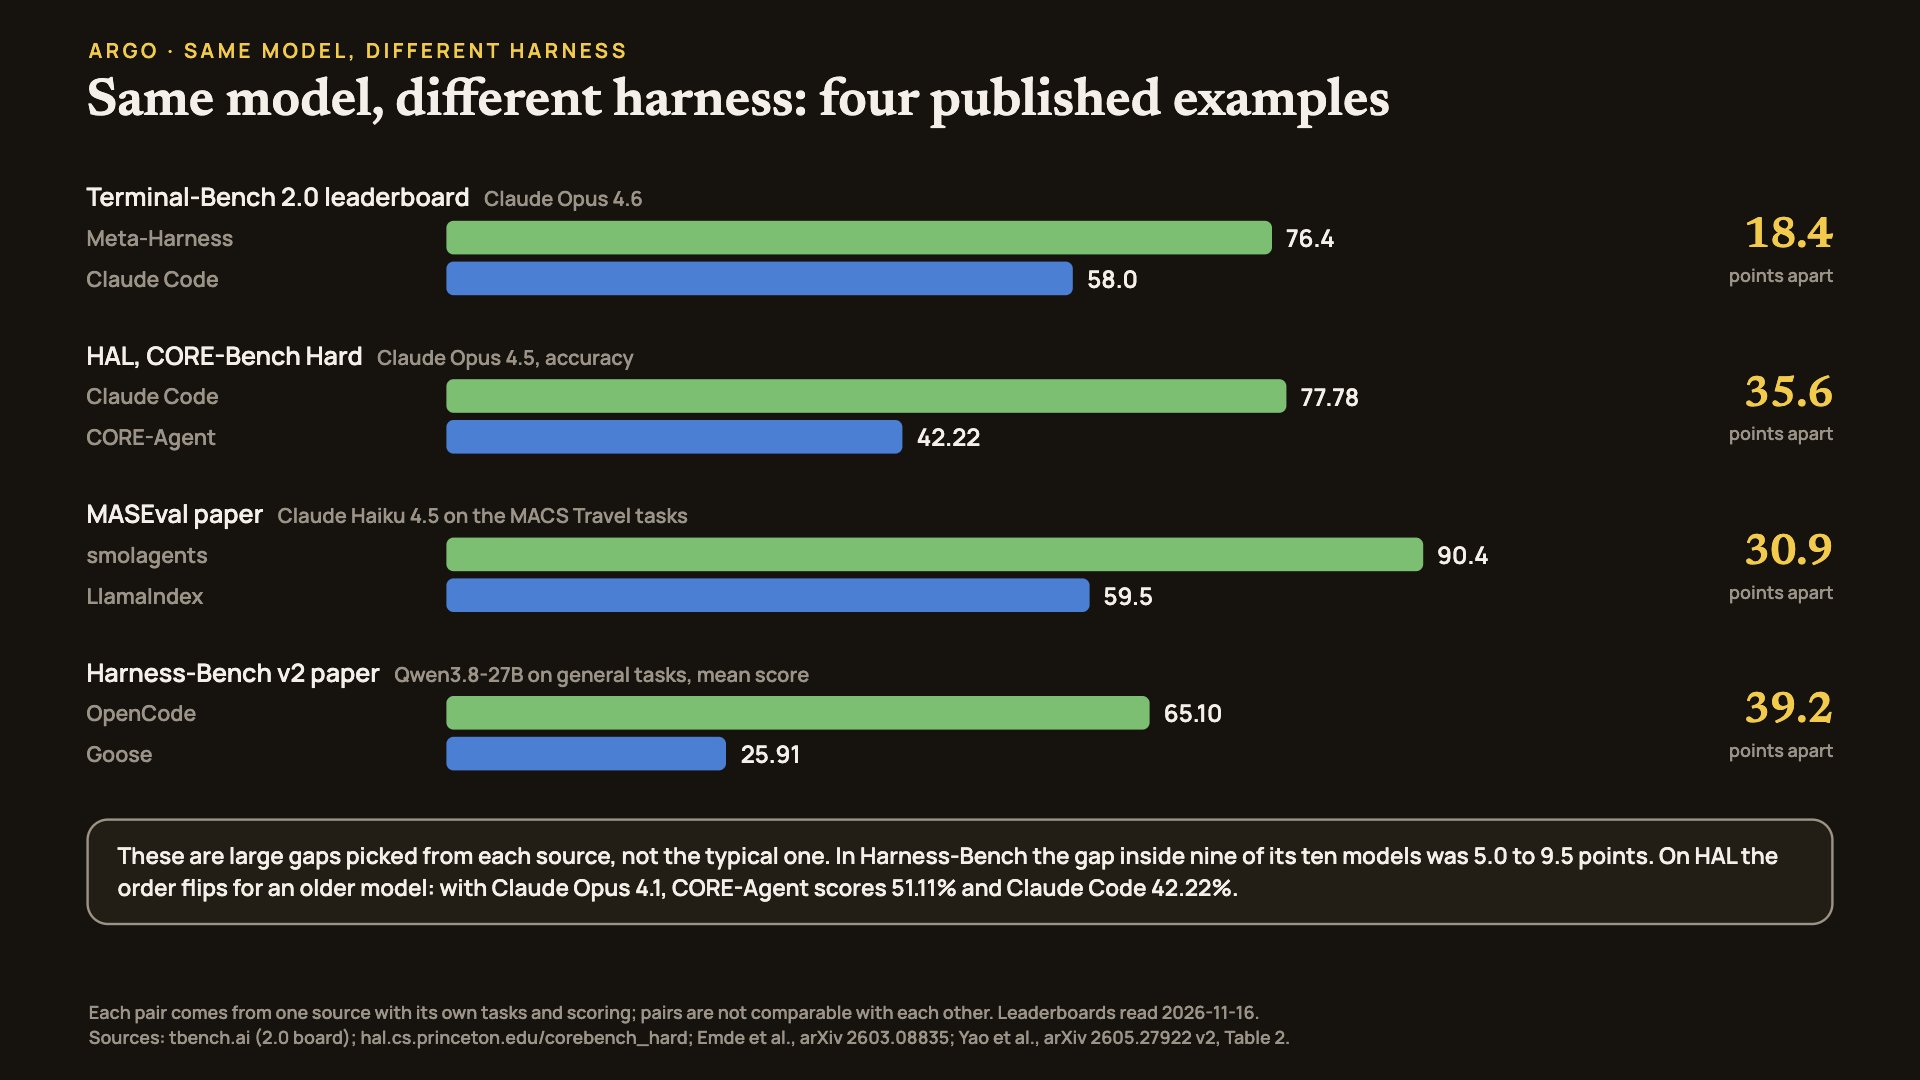 ARGO · SAME MODEL, DIFFERENT HARNESS
Same model, different harness: four published examples
Terminal-Bench 2.0 leaderboard Claude Opus 4.6
Meta-Harness 76.4
Claude Code 58.0
18.4
points apart
HAL, CORE-Bench Hard Claude Opus 4.5, accuracy
Claude Code 77.78
CORE-Agent 42.22
35.6
points apart
MASEval paper Claude Haiku 4.5 on the MACS Travel tasks
smolagents 90.4
LlamaIndex 59.5
30.9
points apart
Harness-Bench v2 paper Qwen3.8-27B on general tasks, mean score
OpenCode 65.10
Goose 25.91
39.2
points apart
These are large gaps picked from each source, not the typical one. In Harness-Bench the gap inside nine of its ten models was 5.0 to 9.5 points. On HAL the
order flips for an older model: with Claude Opus 4.1, CORE-Agent scores 51.11% and Claude Code 42.22%.
Each pair comes from one source with its own tasks and scoring; pairs are not comparable with each other. Leaderboards read 2026-11-16.
Sources: tbench.ai (2.0 board); hal.cs.princeton.edu/corebench_hard; Emde et al., arXiv 2603.08835; Yao et al., arXiv 2605.27922 v2, Table 2.